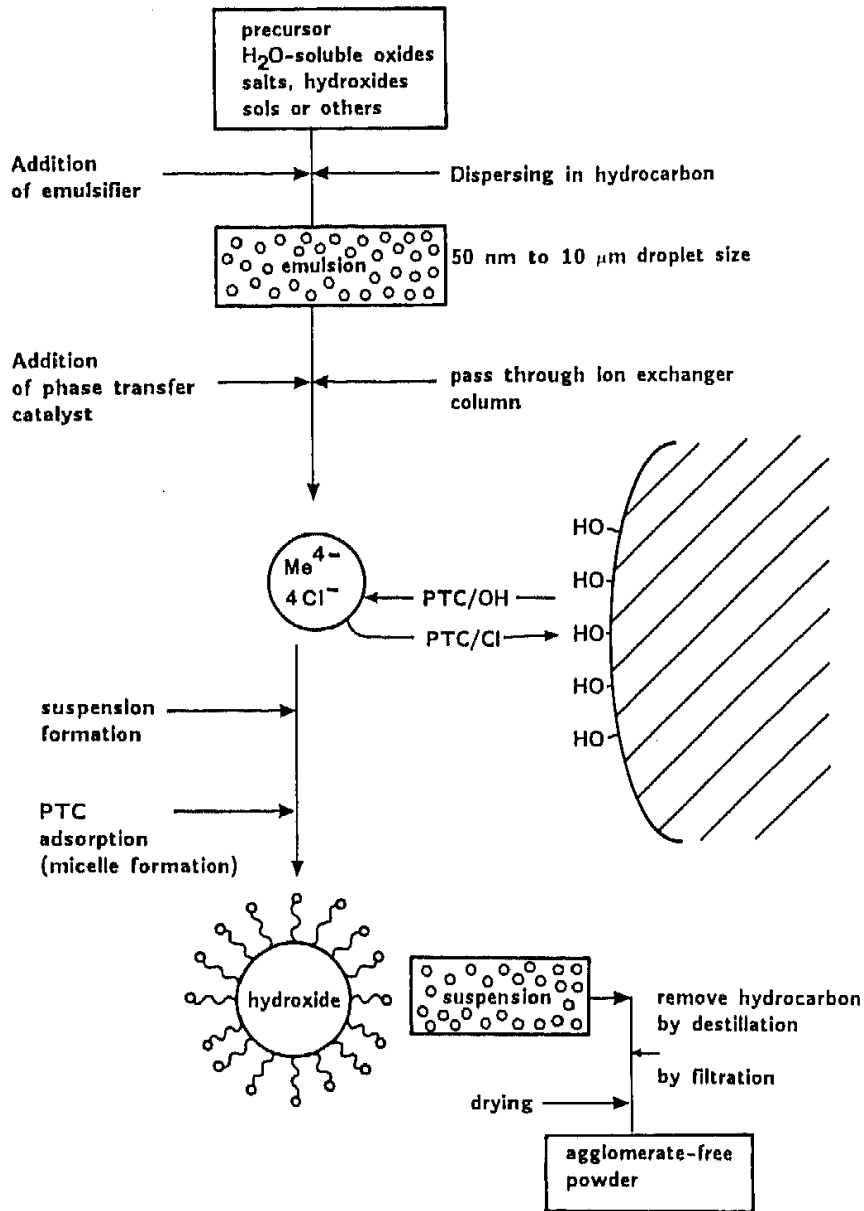 precursor
H₂O-soluble oxides
salts, hydroxides
sols or others
Addition
of emulsifier
Dispersing in hydrocarbon
emulsion
50 nm to 10 μm droplet size
Addition
of phase transfer
catalyst
pass through ion exchanger
column
Me⁴⁻
4Cl⁻
PTC/OH
PTC/Cl
HO
HO
HO
HO
HO
suspension
formation
PTC
adsorption
(micelle formation)
hydroxide
suspension
remove hydrocarbon
by destillation
by filtration
drying
agglomerate-free
powder